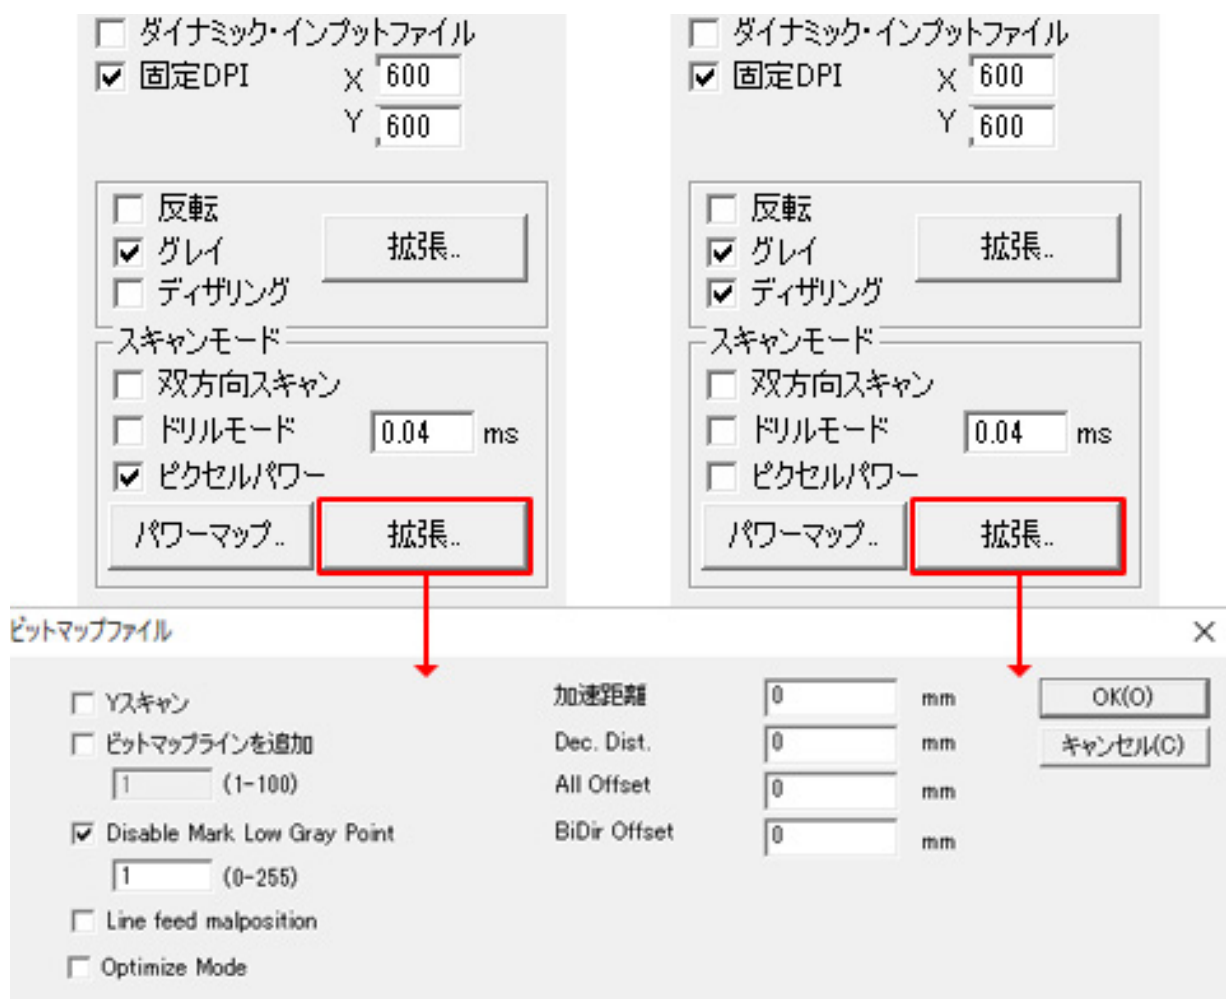 ダイナミック・インプットファイル
固定DPI X 600
Y 600
反転
グレイ
拡張..
ディザリング
スキャンモード
双方向スキャン
ドリルモード 0.04 ms
ピクセルパワー
パワーマップ.. 拡張..
ダイナミック・インプットファイル
固定DPI X 600
Y 600
反転
グレイ
拡張..
ディザリング
スキャンモード
双方向スキャン
ドリルモード 0.04 ms
ピクセルパワー
パワーマップ.. 拡張..
ビットマップファイル
Yスキャン
ビットマップラインを追加
1 (1-100)
Disable Mark Low Gray Point
1 (0-255)
Line feed malposition
Optimize Mode
加速距離 0 mm
Dec. Dist. 0 mm
All Offset 0 mm
BiDir Offset 0 mm
OK(O)
キャンセル(C)